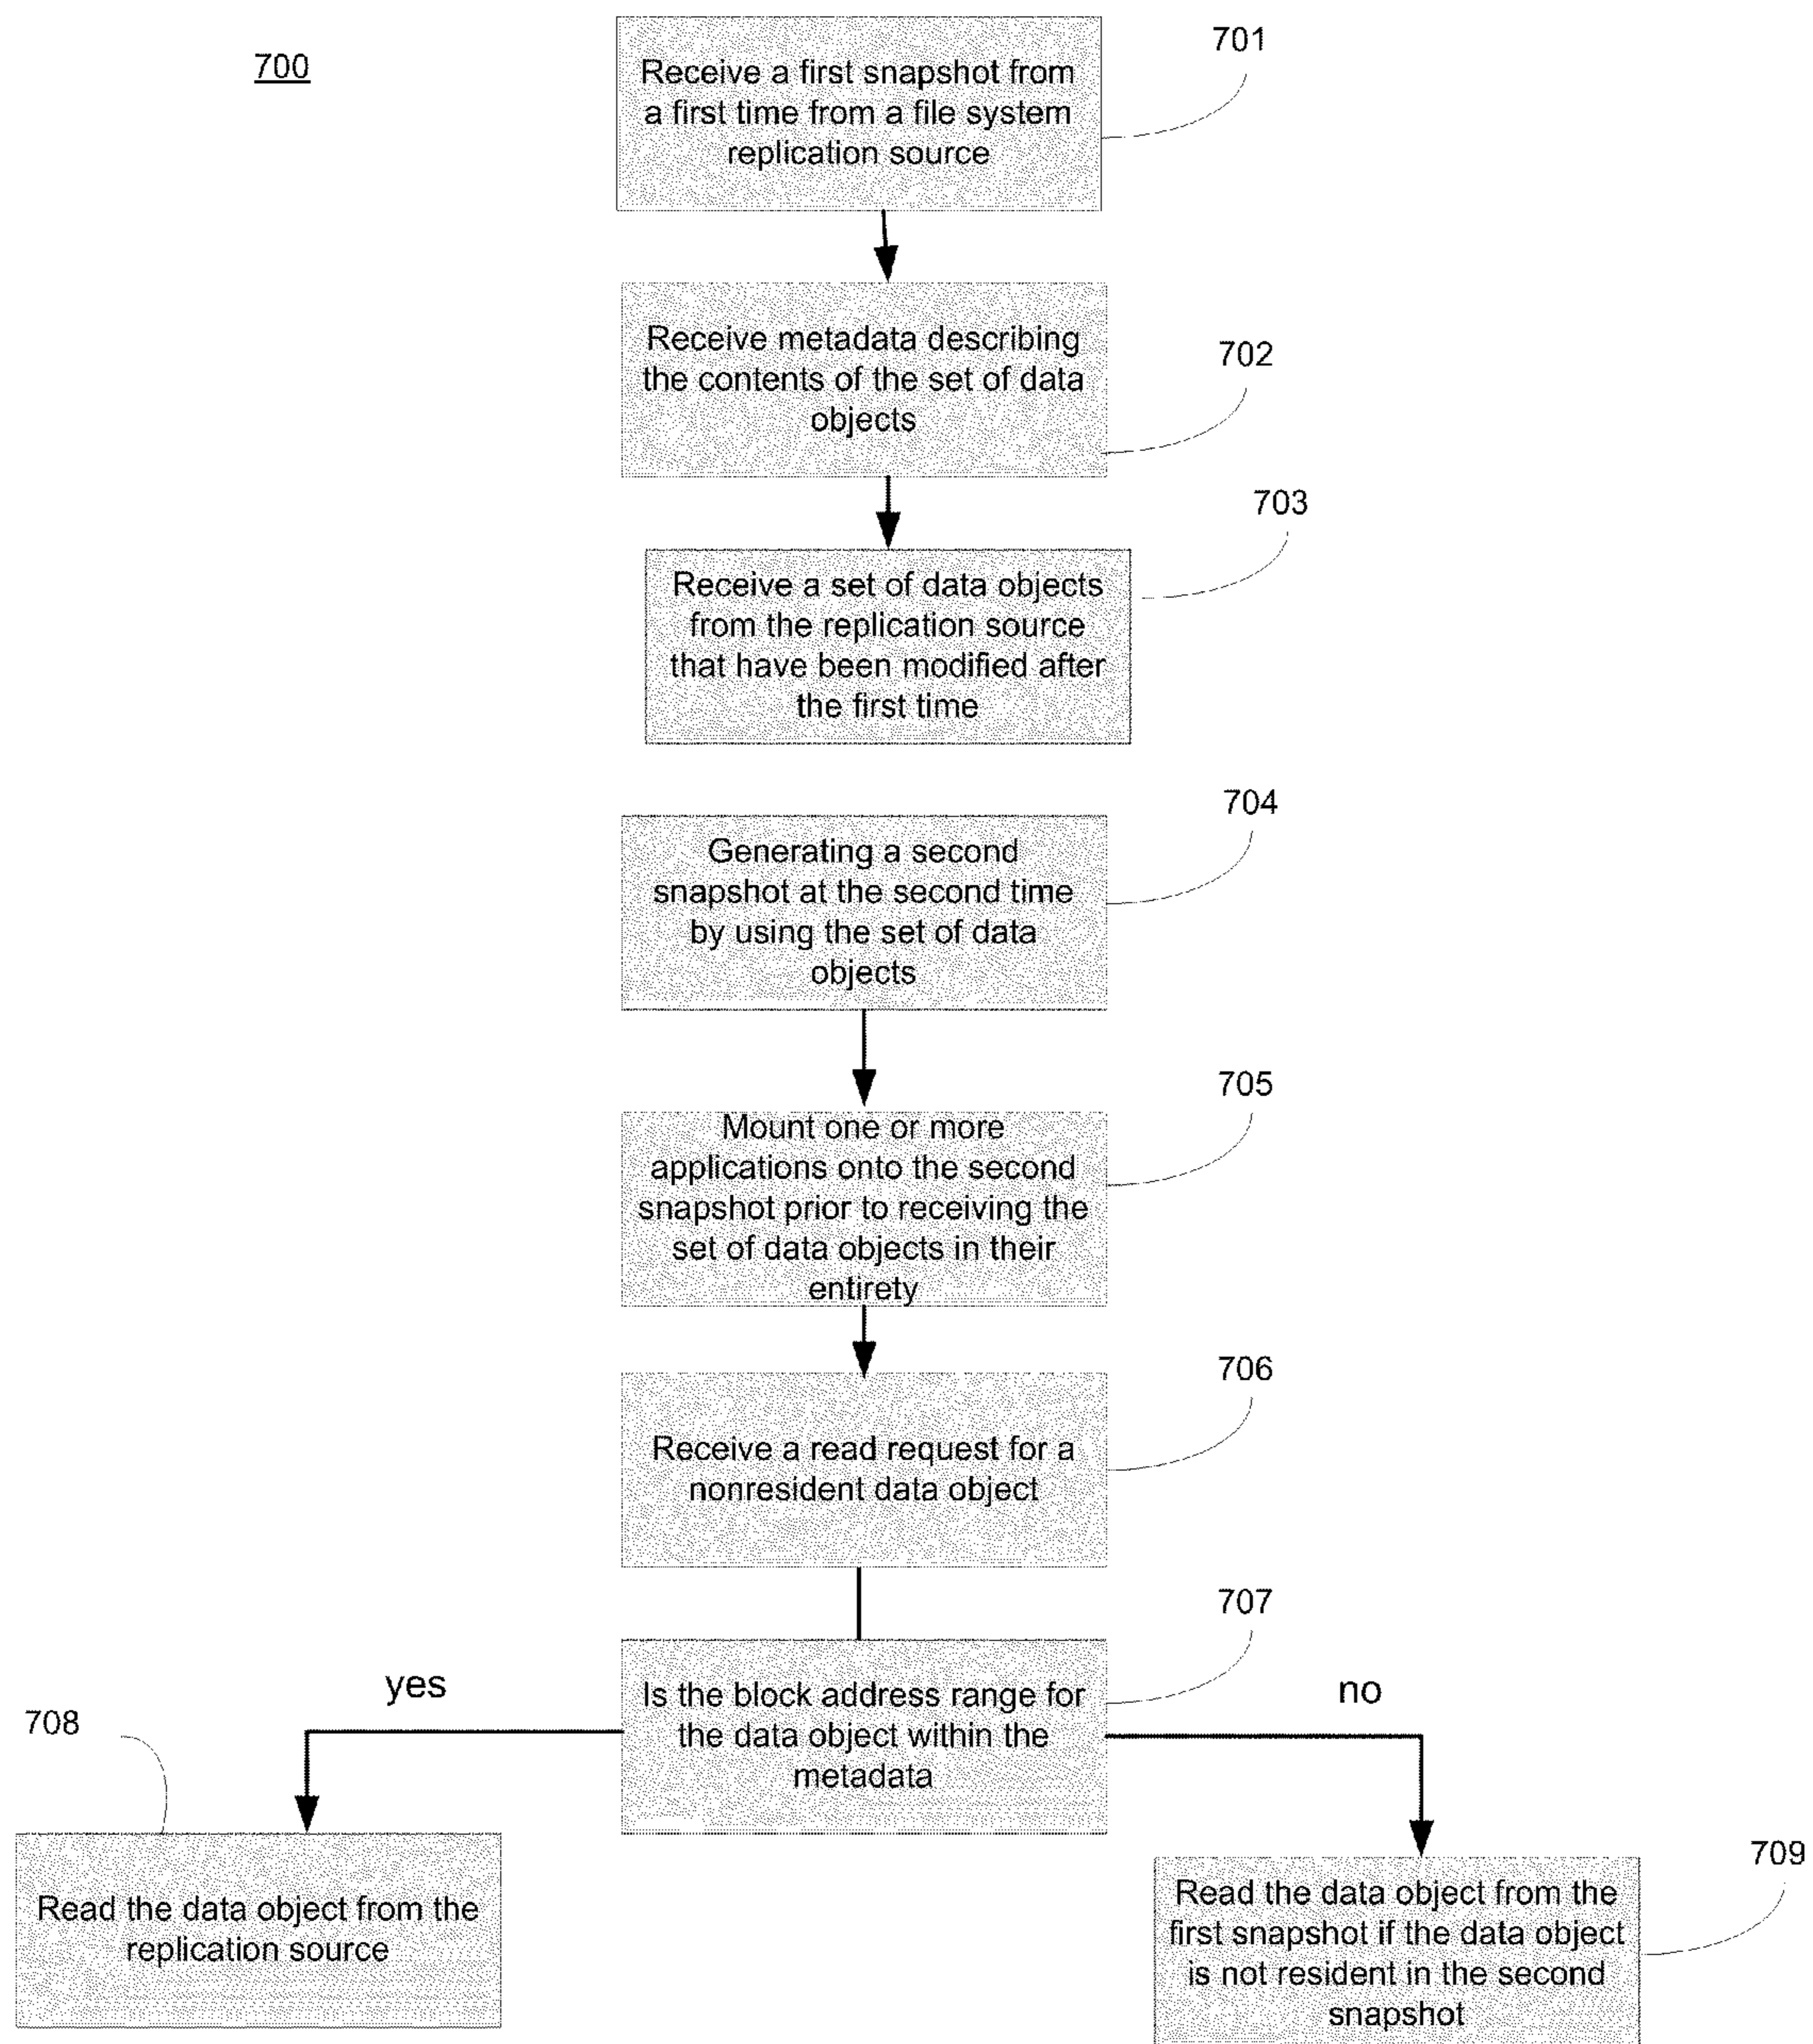 700
701
Receive a first snapshot from
a first time from a file system
replication source
702
Receive metadata describing
the contents of the set of data
objects
703
Receive a set of data objects
from the replication source
that have been modified after
the first time
704
Generating a second
snapshot at the second time
by using the set of data
objects
705
Mount one or more
applications onto the second
snapshot prior to receiving the
set of data objects in their
entirety
706
Receive a read request for a
nonresident data object
707
Is the block address range for
the data object within the
metadata
yes
no
708
Read the data object from the
replication source
709
Read the data object from the
first snapshot if the data object
is not resident in the second
snapshot